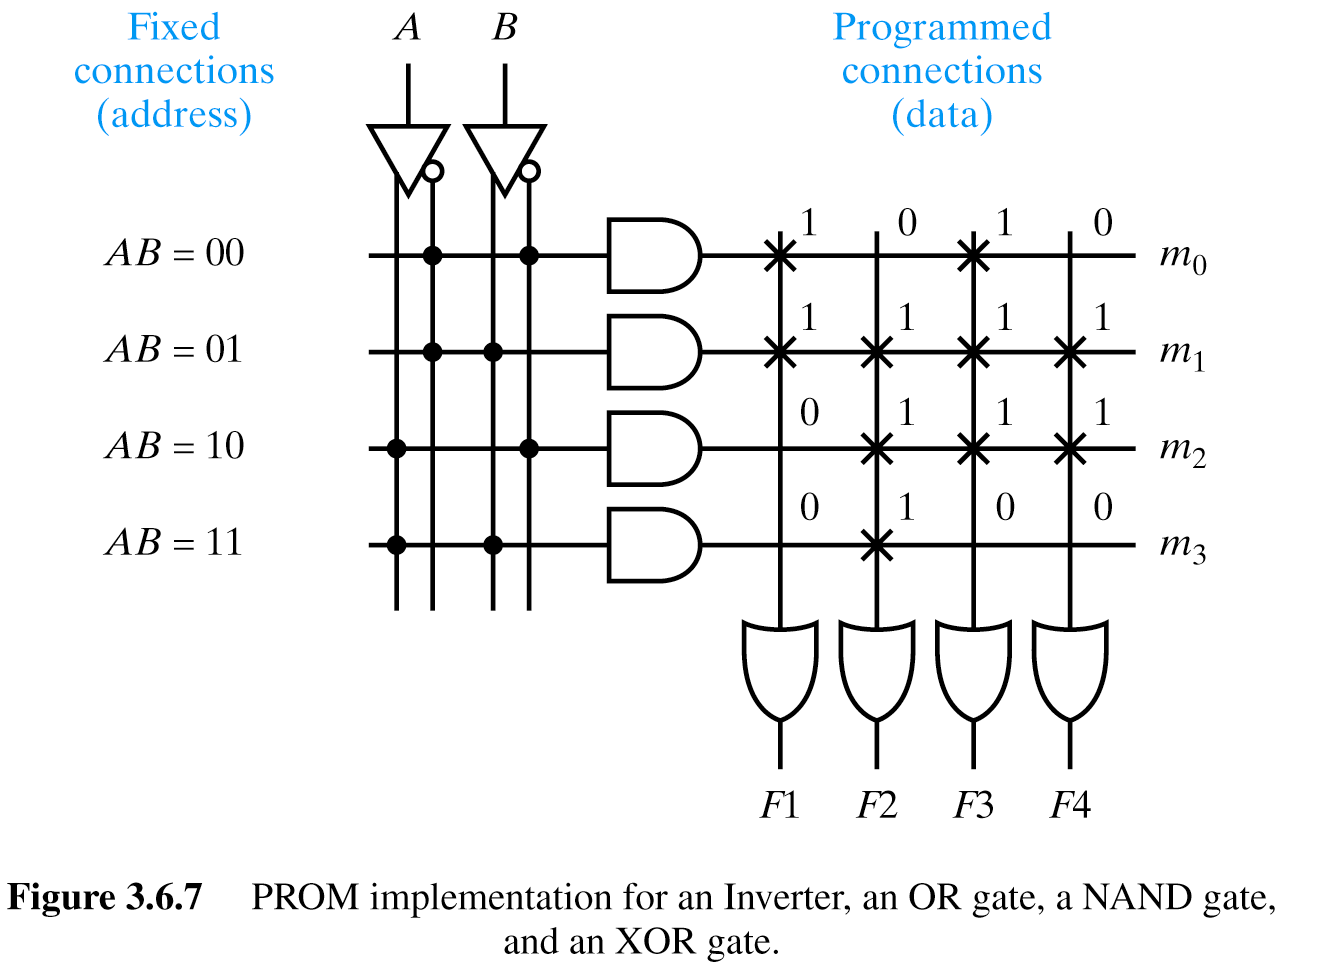 Fixed
connections
(address)
A B
Programmed
connections
(data)
1 0 1 0
AB = 00 m0
1 1 1 1
AB = 01 m1
0 1 1 1
AB = 10 m2
0 1 0 0
AB = 11 m3
F1 F2 F3 F4
Figure 3.6.7 PROM implementation for an Inverter, an OR gate, a NAND gate,
and an XOR gate.